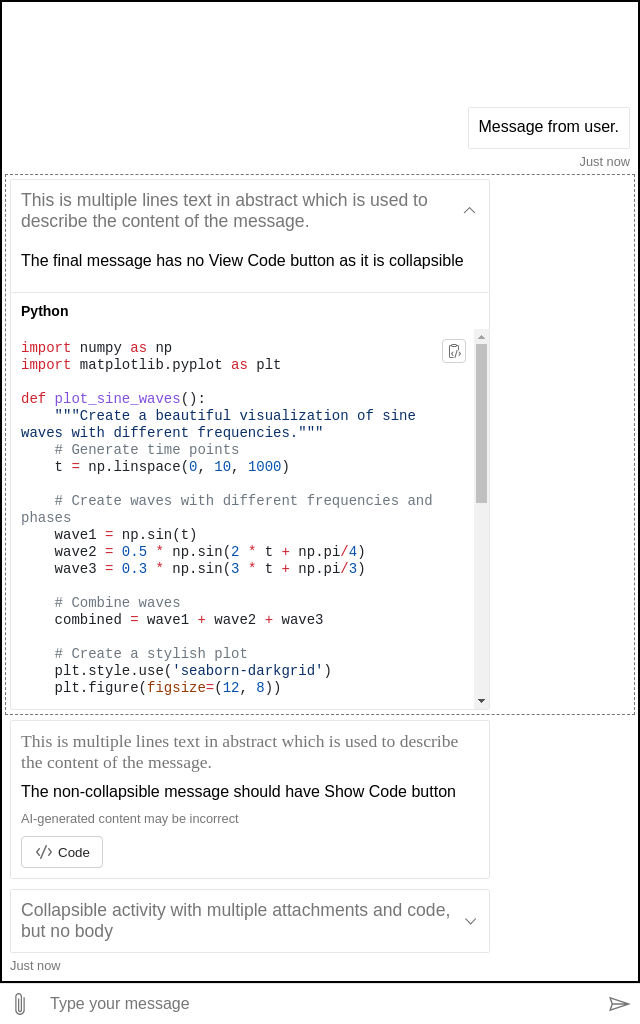 Message from user.
Just now
This is multiple lines text in abstract which is used to
describe the content of the message.
The final message has no View Code button as it is collapsible
Python
import numpy as np
import matplotlib.pyplot as plt
def plot_sine_waves():
    """Create a beautiful visualization of sine
waves with different frequencies."""
    # Generate time points
    t = np.linspace(0, 10, 1000)
    # Create waves with different frequencies and
phases
    wave1 = np.sin(t)
    wave2 = 0.5 * np.sin(2 * t + np.pi/4)
    wave3 = 0.3 * np.sin(3 * t + np.pi/3)
    # Combine waves
    combined = wave1 + wave2 + wave3
    # Create a stylish plot
    plt.style.use('seaborn-darkgrid')
    plt.figure(figsize=(12, 8))
This is multiple lines text in abstract which is used to describe
the content of the message.
The non-collapsible message should have Show Code button
AI-generated content may be incorrect
Code
Collapsible activity with multiple attachments and code,
but no body
Just now
Type your message